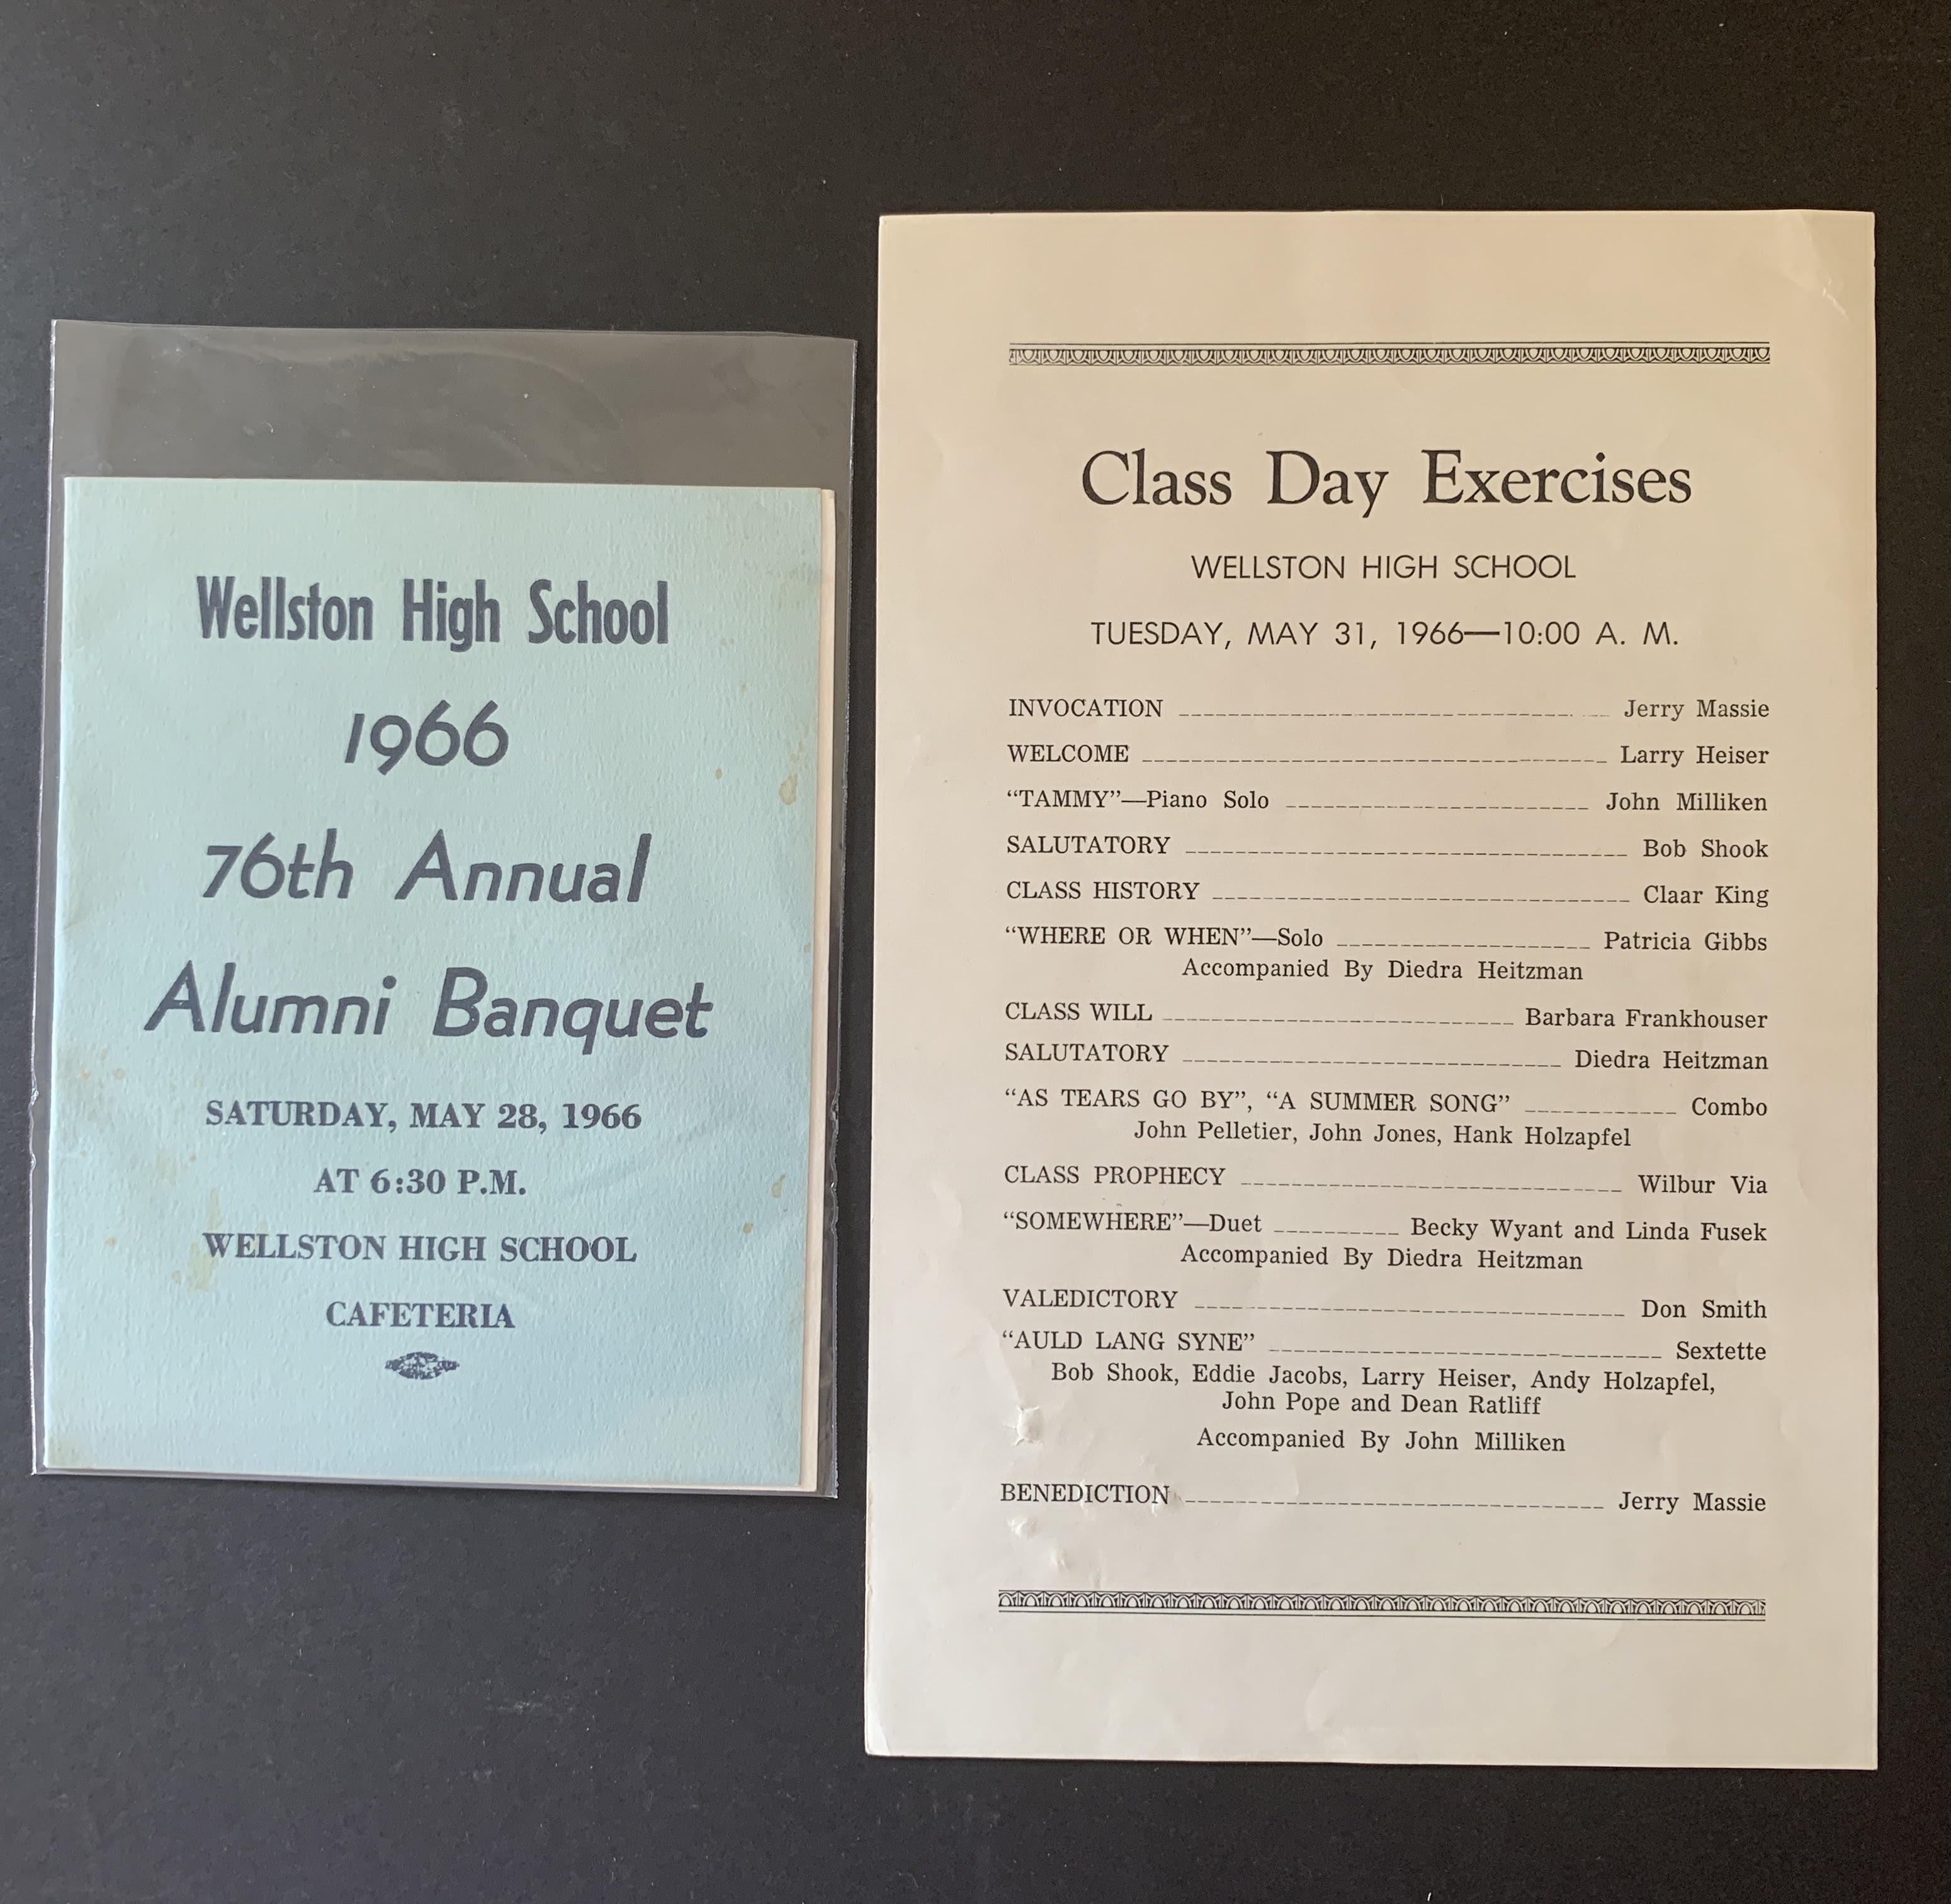 Wellston High School
1966
76th Annual
Alumni Banquet
SATURDAY, MAY 28, 1966
AT 6:30 P.M.
WELLSTON HIGH SCHOOL
CAFETERIA
Class Day Exercises
WELLSTON HIGH SCHOOL
TUESDAY, MAY 31, 1966—10:00 A. M.
INVOCATION Jerry Massie
WELCOME Larry Heiser
“TAMMY”—Piano Solo John Milliken
SALUTATORY Bob Shook
CLASS HISTORY Claar King
“WHERE OR WHEN”—Solo Patricia Gibbs
Accompanied By Diedra Heitzman
CLASS WILL Barbara Frankhouser
SALUTATORY Diedra Heitzman
“AS TEARS GO BY”, “A SUMMER SONG” Combo
John Pelletier, John Jones, Hank Holzapfel
CLASS PROPHECY Wilbur Via
“SOMEWHERE”—Duet Becky Wyant and Linda Fusek
Accompanied By Diedra Heitzman
VALEDICTORY Don Smith
“AULD LANG SYNE” Sextette
Bob Shook, Eddie Jacobs, Larry Heiser, Andy Holzapfel,
John Pope and Dean Ratliff
Accompanied By John Milliken
BENEDICTION Jerry Massie